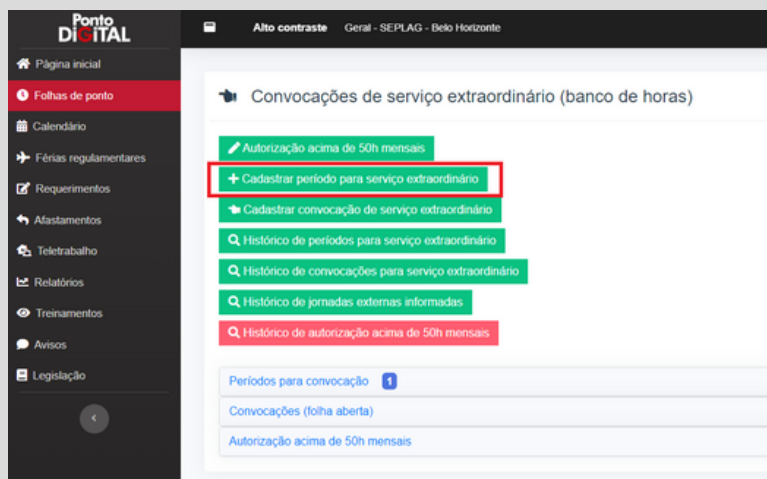 Ponto
DiGiTAL
Alto contraste Geral - SEPLAG - Belo Horizonte
Página inicial
Folhas de ponto
Calendário
Férias regulamentares
Requerimentos
Afastamentos
Teletrabalho
Relatórios
Treinamentos
Avisos
Legislação
Convocações de serviço extraordinário (banco de horas)
Autorização acima de 50h mensais
Cadastrar período para serviço extraordinário
Cadastrar convocação de serviço extraordinário
Histórico de períodos para serviço extraordinário
Histórico de convocações para serviço extraordinário
Histórico de jornadas externas informadas
Histórico de autorização acima de 50h mensais
Períodos para convocação 1
Convocações (folha aberta)
Autorização acima de 50h mensais